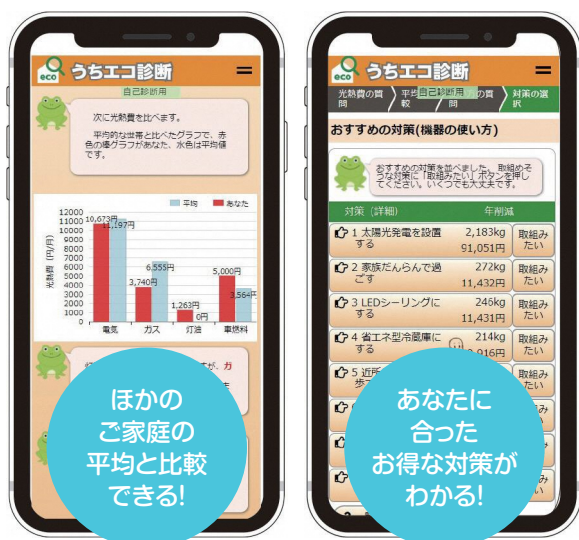 eco うちエコ診断
自己診断用
次に光熱費を比べます。
平均的な世帯と比べたグラフで、赤
色の棒グラフがあなた、水色は平均値
です。
平均 あなた
光熱費 (円/月)
12000
11000
10000
9000
8000
7000
6000
5000
4000
3000
2000
1000
0
10,673円
11,197円
3,740円
6,555円
1,263円
0円
5,000円
3,564円
電気 ガス 灯油 車燃料
が、ガ
ほかの
ご家庭の
平均と比較
できる!
eco うちエコ診断
自己診断用
光熱費の質
問
対策の選
択
おすすめの対策(機器の使い方)
おすすめの対策を並べました。取組めそ
うな対策に「取組みたい」ボタンを押し
てください。いくつでも大丈夫です。
対策(詳細) 年削減
1 太陽光発電を設置
する
2,183kg
91,051円
取組み
たい
2 家族だんらんで過
ごす
272kg
11,432円
取組み
たい
3 LEDシーリングに
する
246kg
11,431円
取組み
たい
4 省エネ型冷蔵庫に
する
214kg
取組み
たい
5 近所
取組み
たい
あなたに
合った
お得な対策が
わかる!